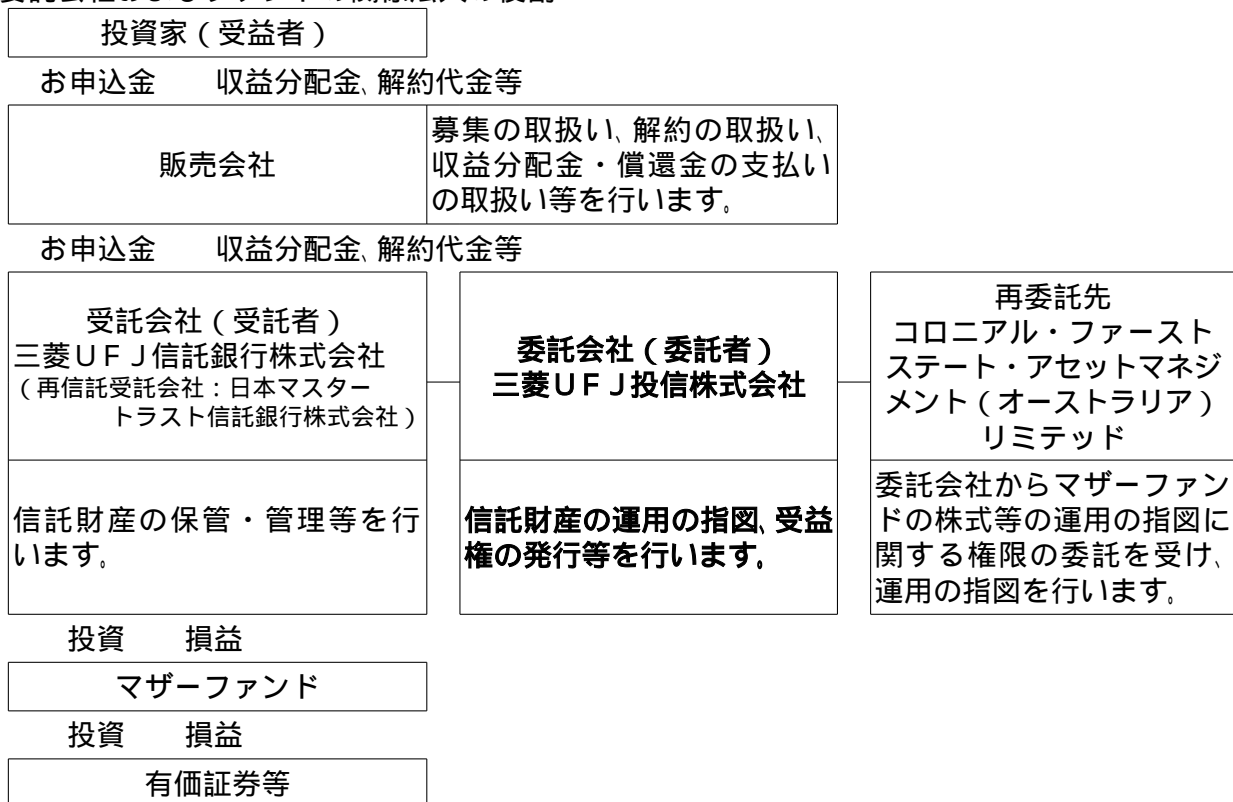 投資家（受益者）
お申込金　　収益分配金、解約代金等
販売会社
募集の取扱い、解約の取扱い、
収益分配金・償還金の支払い
の取扱い等を行います。
お申込金　　収益分配金、解約代金等
受託会社（受託者）
三菱ＵＦＪ信託銀行株式会社
（再信託受託会社：日本マスター
トラスト信託銀行株式会社）
信託財産の保管・管理等を行
います。
委託会社（委託者）
三菱ＵＦＪ投信株式会社
信託財産の運用の指図、受益
権の発行等を行います。
再委託先
コロニアル・ファースト
ステート・アセットマネジ
メント（オーストラリア）
リミテッド
委託会社からマザーファン
ドの株式等の運用の指図に
関する権限の委託を受け、
運用の指図を行います。
投資　　損益
マザーファンド
投資　　損益
有価証券等